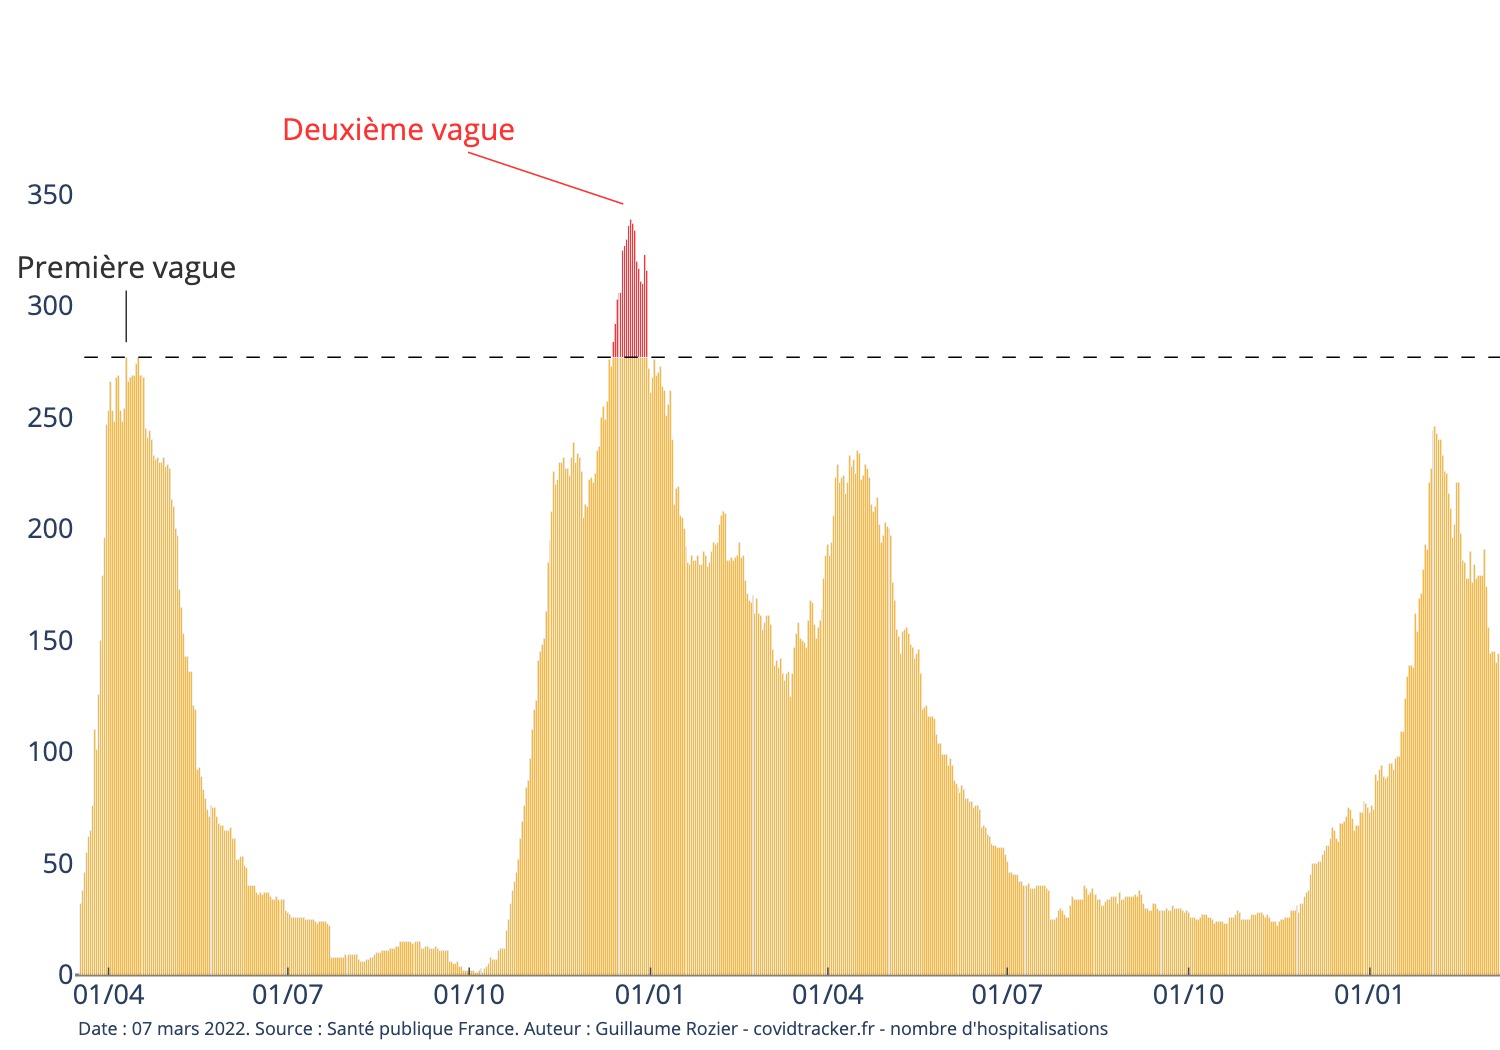 Deuxième vague
350
Première vague
300
250
200
150
100
50
0
01/04 01/07 01/10 01/01 01/04 01/07 01/10 01/01
Date : 07 mars 2022. Source : Santé publique France. Auteur : Guillaume Rozier - covidtracker.fr - nombre d'hospitalisations